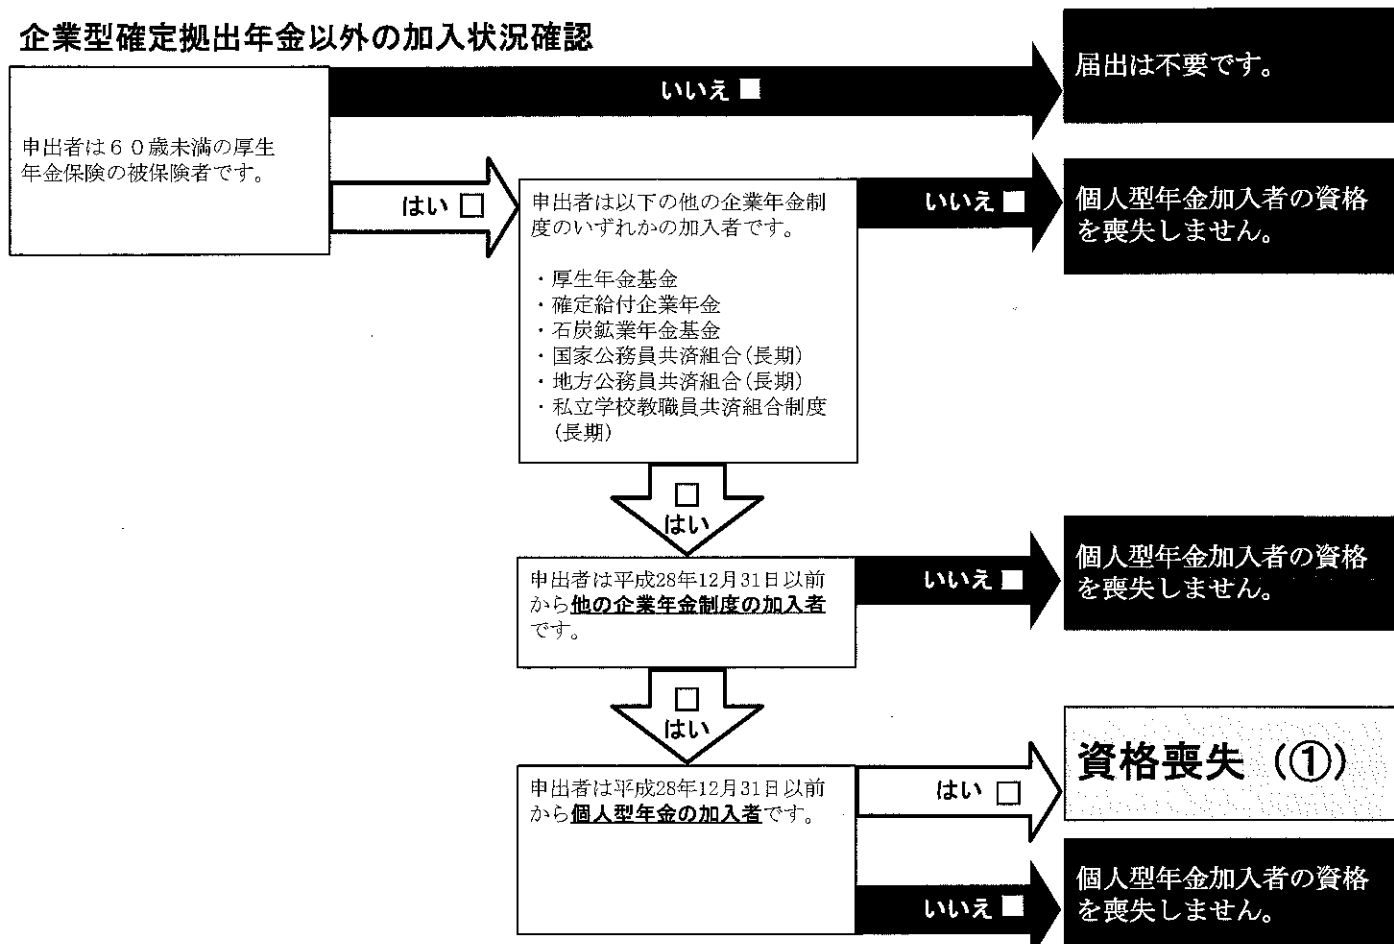 企業型確定拠出年金以外の加入状況確認
届出は不要です。
いいえ □
申出者は６０歳未満の厚生
年金保険の被保険者です。
はい □
申出者は以下の他の企業年金制
度のいずれかの加入者です。
・厚生年金基金
・確定給付企業年金
・石炭鉱業年金基金
・国家公務員共済組合(長期)
・地方公務員共済組合(長期)
・私立学校教職員共済組合制度
(長期)
いいえ □
個人型年金加入者の資格
を喪失しません。
□
はい
申出者は平成28年12月31日以前
から他の企業年金制度の加入者
です。
いいえ □
個人型年金加入者の資格
を喪失しません。
□
はい
申出者は平成28年12月31日以前
から個人型年金の加入者です。
はい □
資格喪失（①）
いいえ □
個人型年金加入者の資格
を喪失しません。